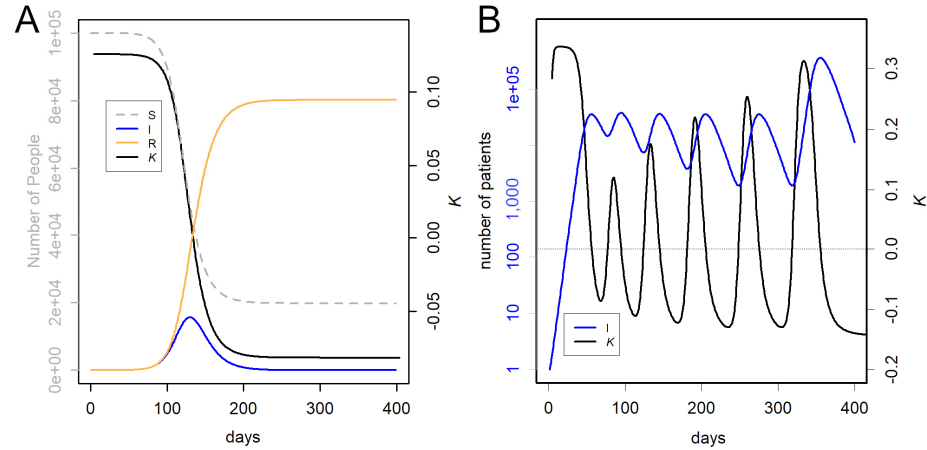 A
B
Number of People
0e+00
2e+04
4e+04
6e+04
8e+04
1e+05
S
I
R
K
0.10
0.05
0.00
-0.05
K
0
100
200
300
400
days
number of patients
1
10
100
1,000
1e+05
I
K
0.3
0.2
0.1
0.0
-0.1
-0.2
K
0
100
200
300
400
days